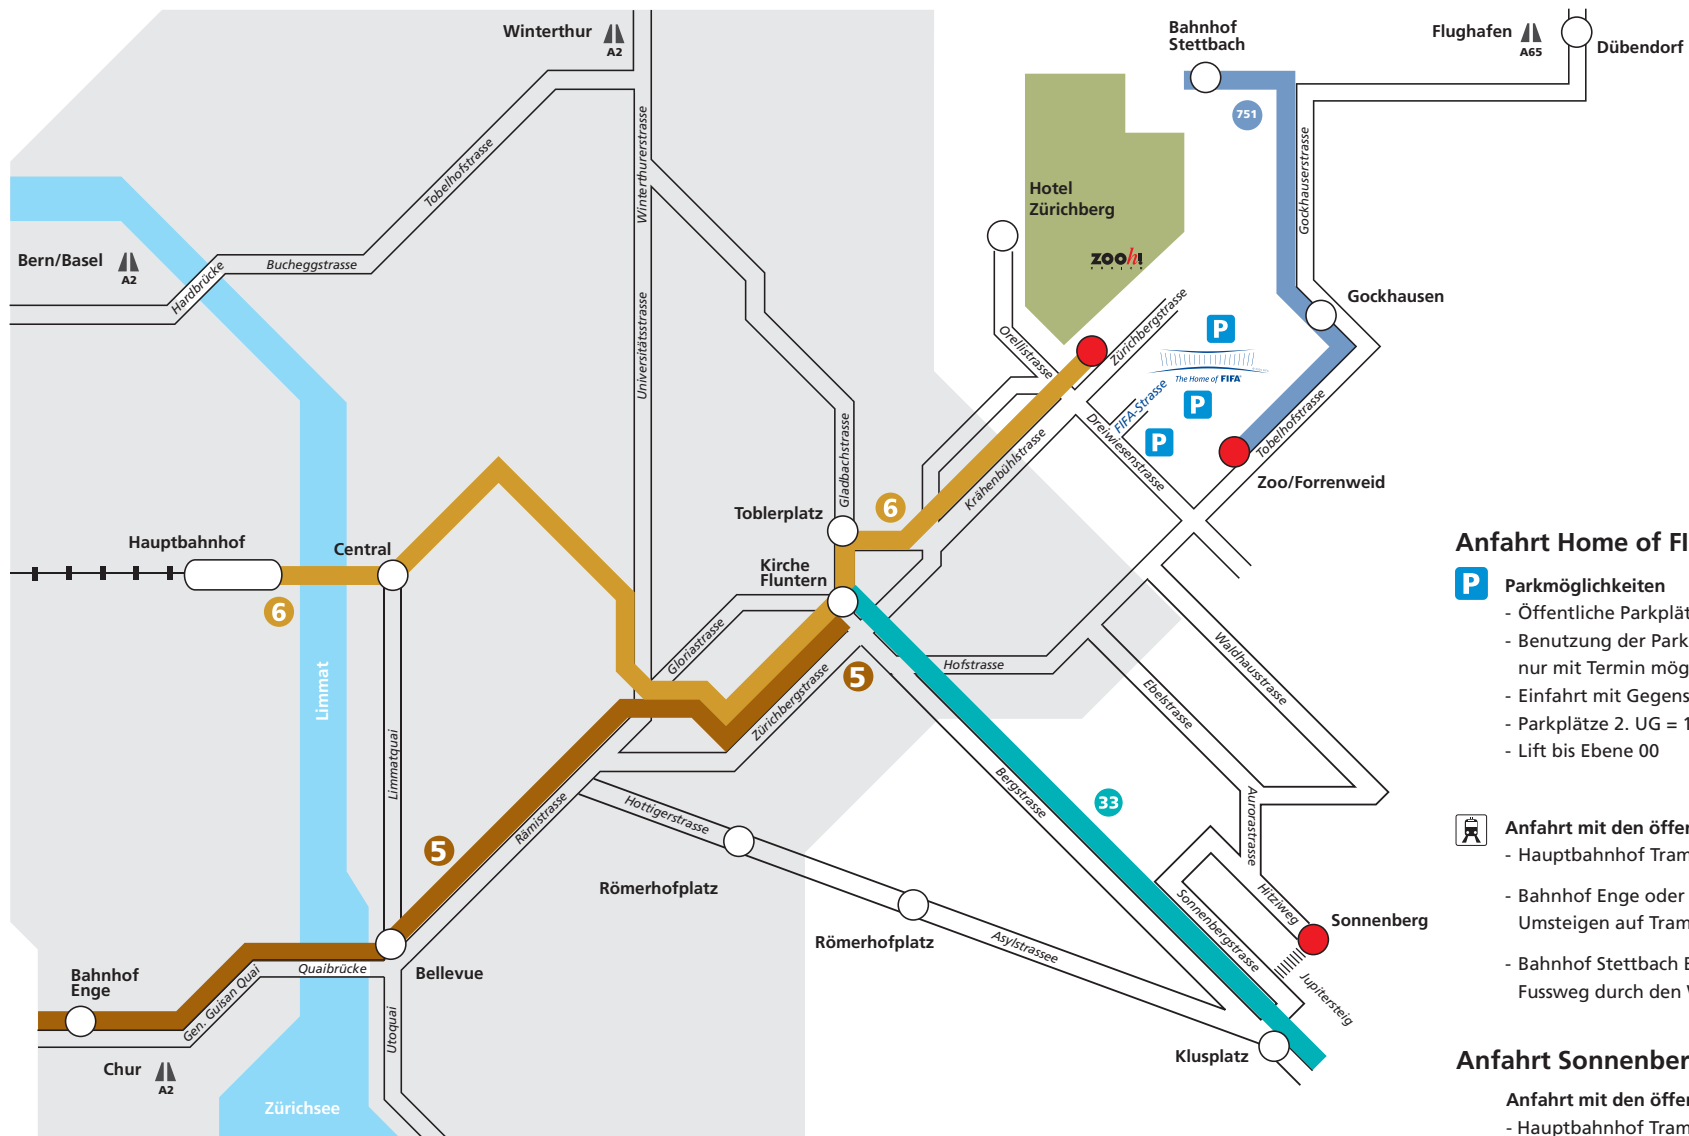 Winterthur
A2
Bahnhof
Stettbach
Flughafen
A65
Dübendorf
751
Tobelhofstrasse
Winterthurerstrasse
Gockhauserstrasse
Hotel
Zürichberg
Bern/Basel
A2
Hardbrücke
Bucheggstrasse
zooh!
Gockhausen
Universitätsstrasse
Orellistrasse
Zürichbergstrasse
P
The Home of FIFA
FIFA-Strasse
P
P
Dreiwiesenstrasse
Tobelhofstrasse
Zoo/Forrenweid
Gladbachstrasse
Krähenbühlstrasse
Toblerplatz
6
Hauptbahnhof
Central
6
Kirche
Fluntern
Limmat
Gloriastrasse
Zürichbergstrasse
5
Hofstrasse
Waldhausstrasse
Ebelstrasse
Limmatquai
Bergstrasse
33
Aurorastrasse
Rämistrasse
Hottigerstrasse
5
Römerhofplatz
Römerhofplatz
Asylstrassee
Hitziweg
Sonnenbergstrasse
Sonnenberg
Jupitersteig
Quaibrücke
Bellevue
Bahnhof
Enge
Gen. Guisan Quai
Utoquai
Chur
A2
Zürichsee
Klusplatz
Anfahrt Home of FI
P
Parkmöglichkeiten
- Öffentliche Parkplät
- Benutzung der Park
nur mit Termin mög
- Einfahrt mit Gegens
- Parkplätze 2. UG = 1
- Lift bis Ebene 00
Anfahrt mit den öffer
- Hauptbahnhof Tram
- Bahnhof Enge oder
Umsteigen auf Tram
- Bahnhof Stettbach B
Fussweg durch den W
Anfahrt Sonnenber
Anfahrt mit den öffer
- Hauptbahnhof Tram